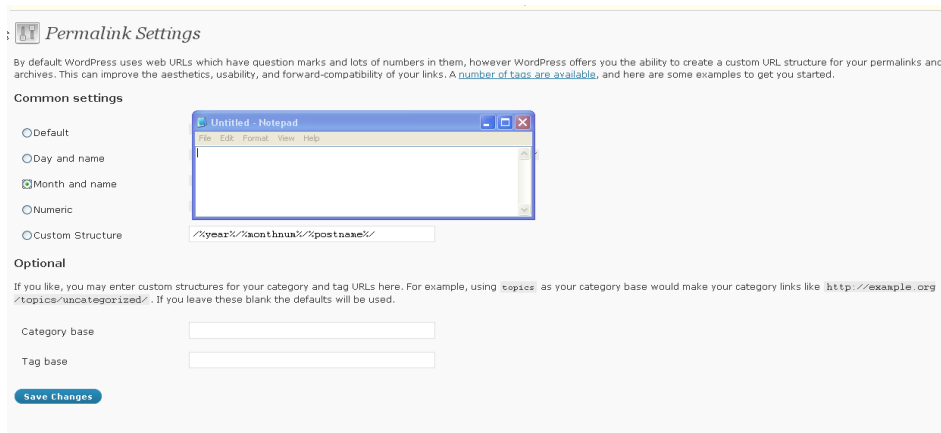 Permalink Settings
By default WordPress uses web URLs which have question marks and lots of numbers in them, however WordPress offers you the ability to create a custom URL structure for your permalinks and
archives. This can improve the aesthetics, usability, and forward-compatibility of your links. A number of tags are available, and here are some examples to get you started.
Common settings
Untitled - Notepad
Default
File Edit Format View Help
Day and name
Month and name
Numeric
Custom Structure /%year%/%monthnum%/%postname%/
Optional
If you like, you may enter custom structures for your category and tag URLs here. For example, using topics as your category base would make your category links like http://example.org
/topics/uncategorized/ . If you leave these blank the defaults will be used.
Category base
Tag base
Save Changes